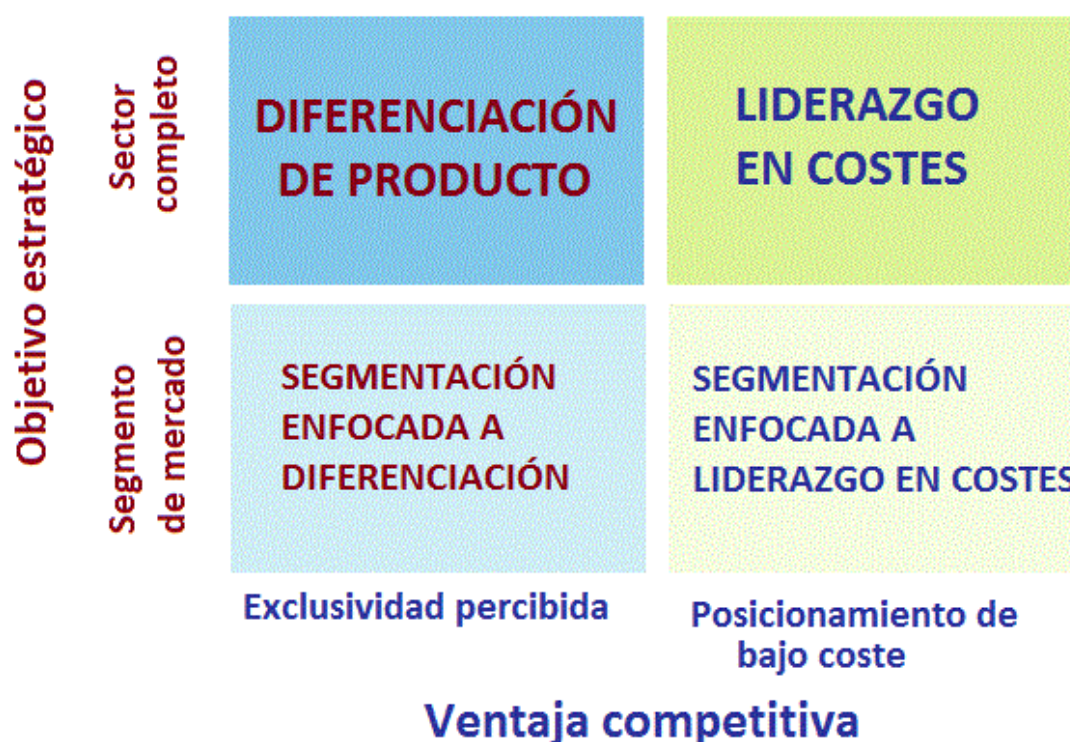 Objetivo estratégico
Sector
completo
DIFERENCIACIÓN
DE PRODUCTO
LIDERAZGO
EN COSTES
Segmento
de mercado
SEGMENTACIÓN
ENFOCADA A
DIFERENCIACIÓN
SEGMENTACIÓN
ENFOCADA A
LIDERAZGO EN COSTES
Exclusividad percibida
Posicionamiento de
bajo coste
Ventaja competitiva